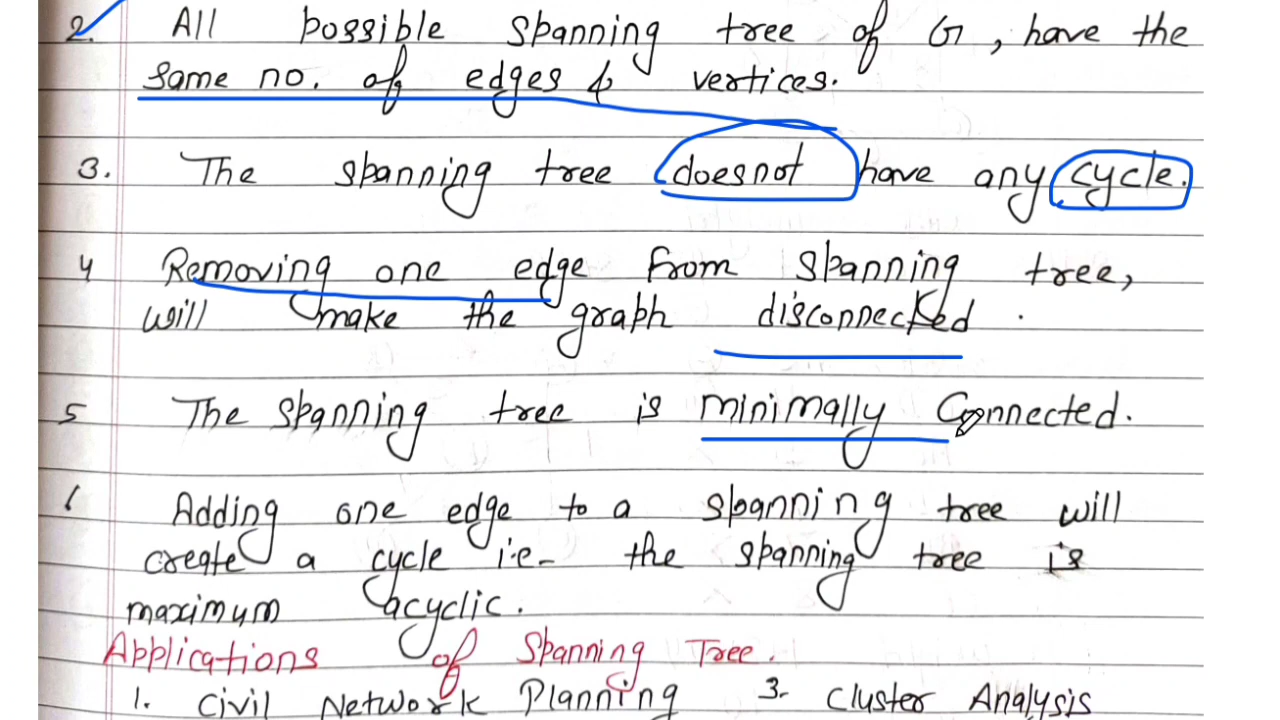 2. All possible spanning tree of G, have the
same no. of edges & vertices.
3. The spanning tree doesnot have any cycle.
4 Removing one edge from spanning tree,
will make the graph disconnected.
5 The spanning tree is minimally Connected.
6 Adding one edge to a spanning tree will
create a cycle i.e- the spanning tree is
maximum acyclic.
Applications of Spanning Tree.
1. Civil Network Planning 3. Cluster Analysis